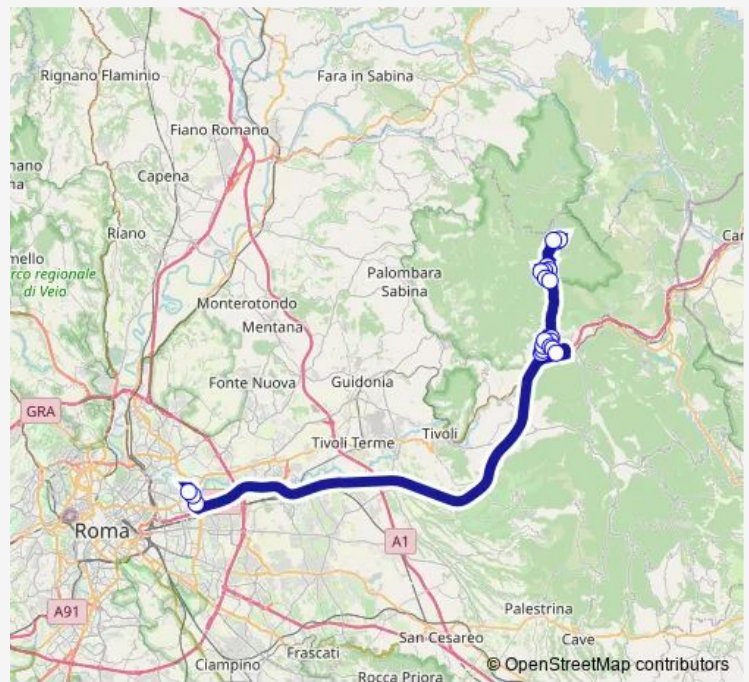 Rignano Flaminio
Fara in Sabina
Fiano Romano
nano
na
Capena
Riano
Car
mello
rco regionale
di Veio
Palombara
Sabina
Monterotondo
Mentana
Fonte Nuova
Guidonia
GRA
Tivoli Terme
Tivoli
Roma
A1
Palestrina
A91
San Cesareo
Cave
Frascati
Ciampino
Rocca Priora
© OpenStreetMap contributors